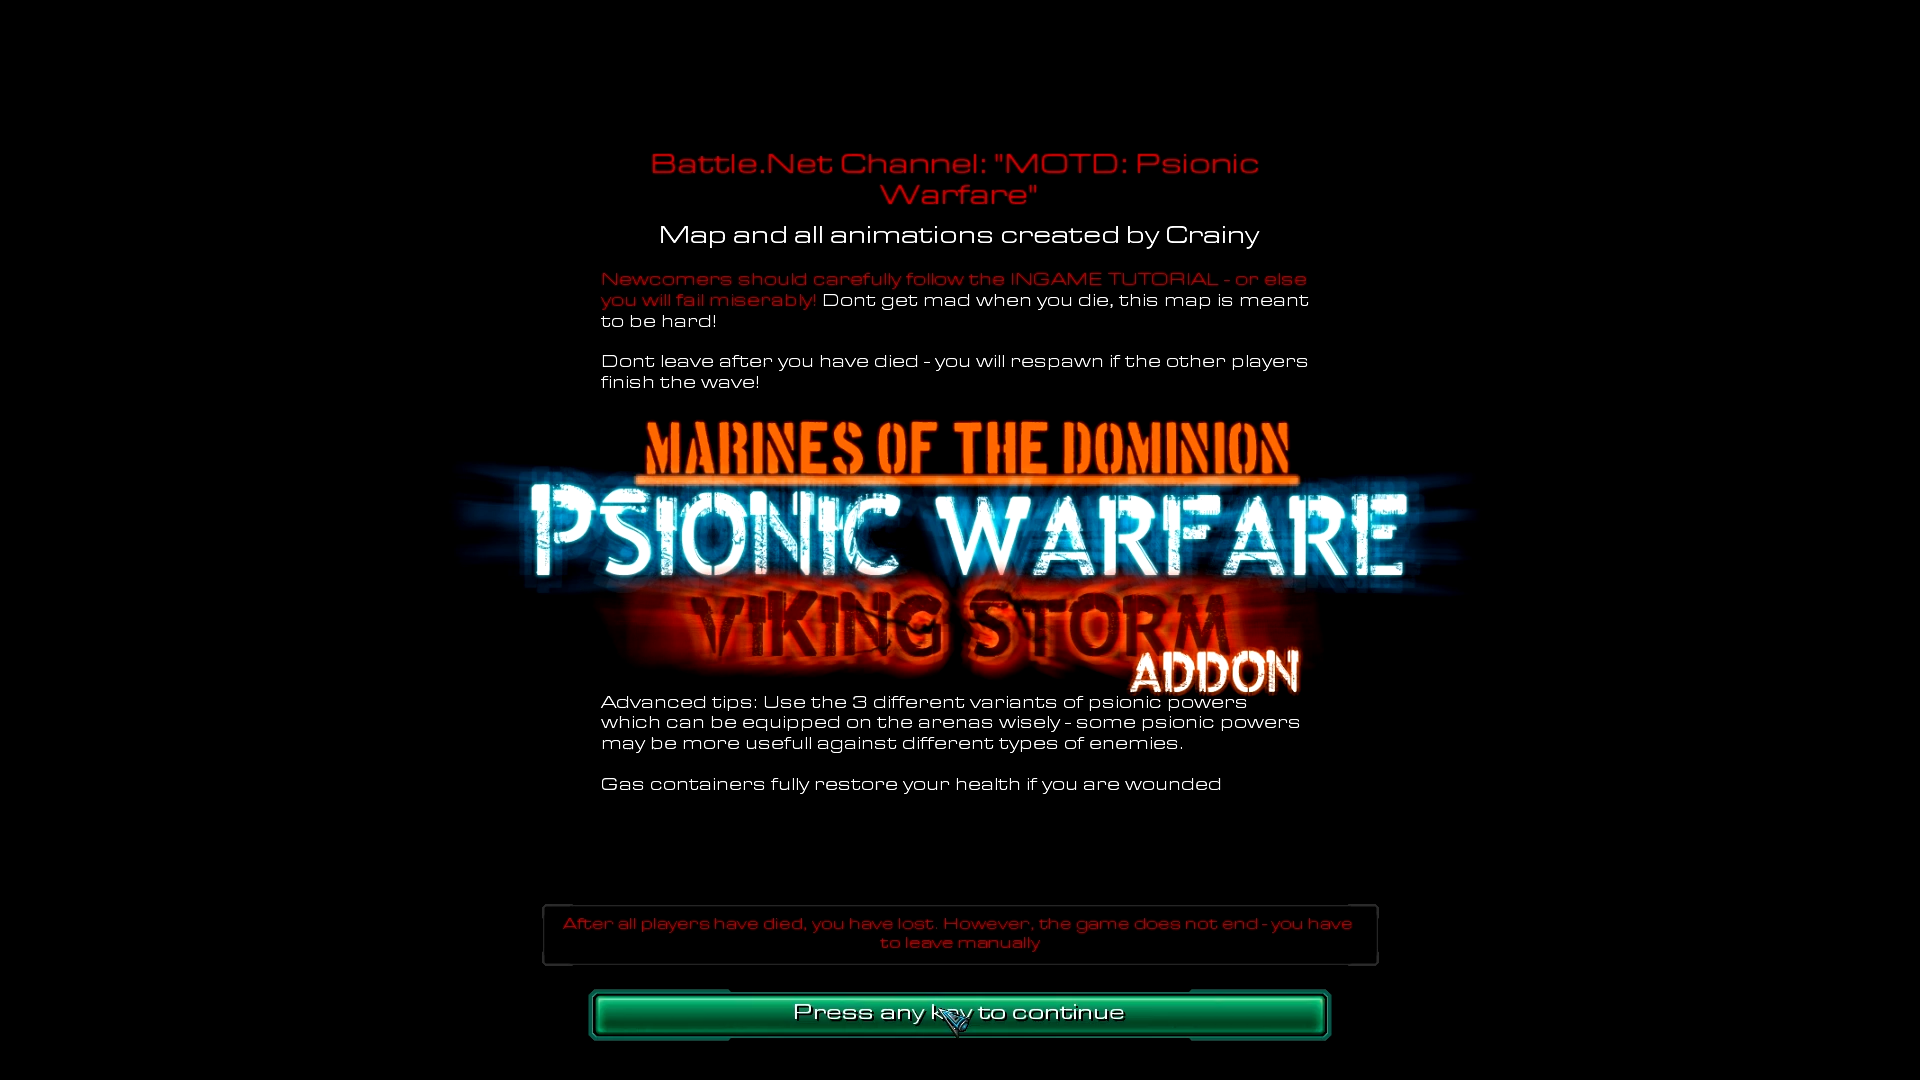 Battle.Net Channel: "MOTD: Psionic
Warfare"
Map and all animations created by Crainy
Newcomers should carefully follow the INGAME TUTORIAL - or else
you will fail miserably! Dont get mad when you die, this map is meant
to be hard!
Dont leave after you have died - you will respawn if the other players
finish the wave!
MARINES OF THE DOMINION
PSIONIC WARFARE
VIKING STORM
ADDON
Advanced tips: Use the 3 different variants of psionic powers
which can be equipped on the arenas wisely - some psionic powers
may be more usefull against different types of enemies.
Gas containers fully restore your health if you are wounded
After all players have died, you have lost. However, the game does not end - you have
to leave manually
Press any key to continue